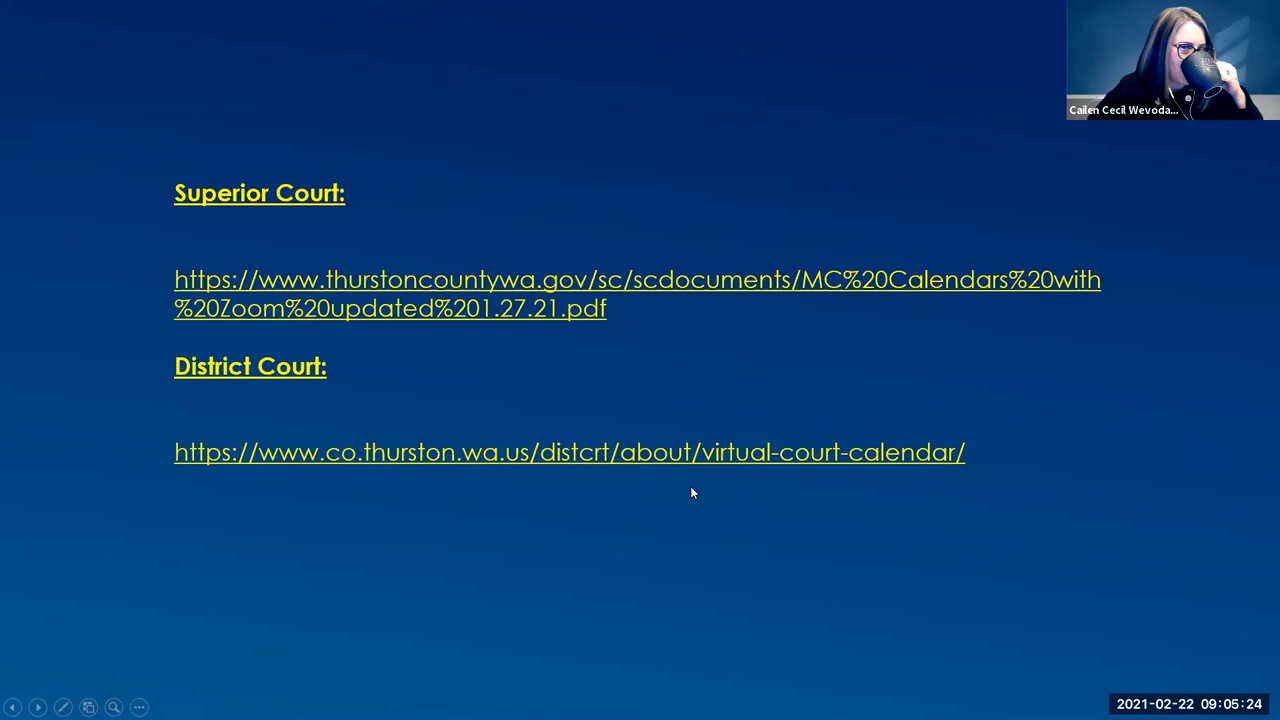 Cailen Cecil Wevoda...
Superior Court:
https://www.thurstoncountywa.gov/sc/scdocuments/MC%20Calendars%20with
%20Zoom%20updated%201.27.21.pdf
District Court:
https://www.co.thurston.wa.us/distcrt/about/virtual-court-calendar/
2021-02-22 09:05:24